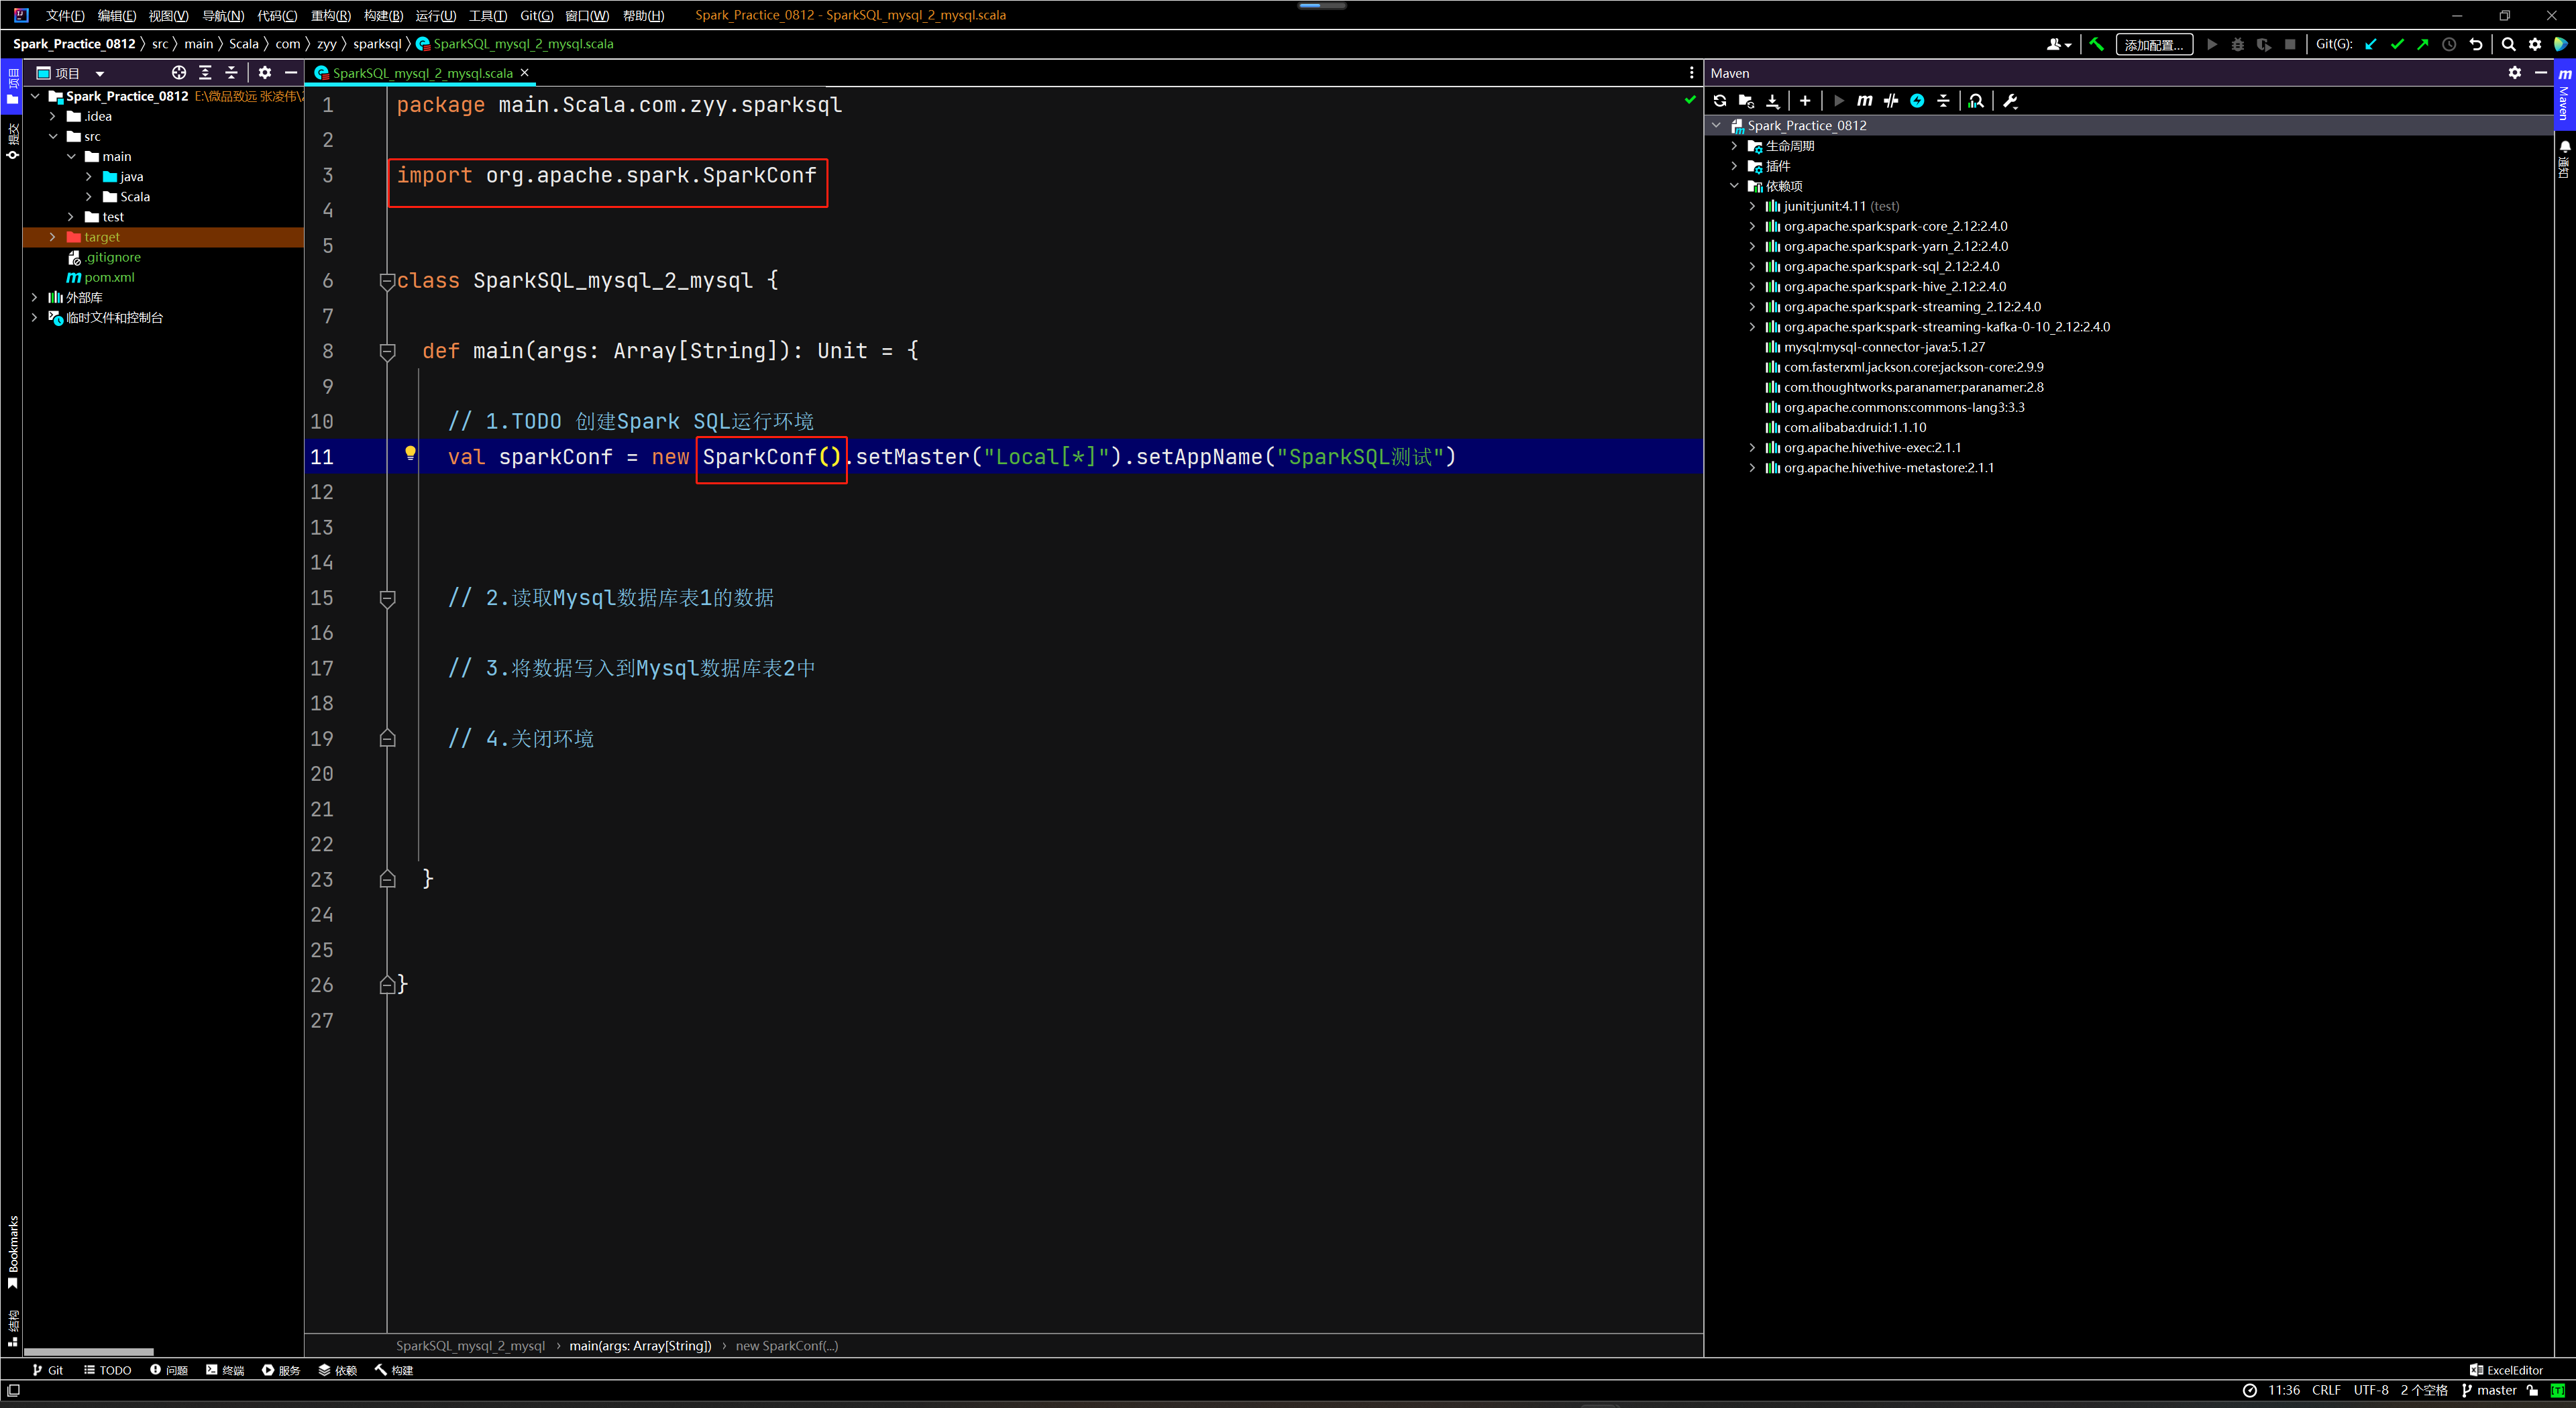 文件(F) 编辑(E) 视图(V) 导航(N) 代码(C) 重构(R) 构建(B) 运行(U) 工具(T) Git(G) 窗口(W) 帮助(H) Spark_Practice_0812 - SparkSQL_mysql_2_mysql.scala
Spark_Practice_0812 src main Scala com zyy sparksql SparkSQL_mysql_2_mysql.scala
添加配置... Git(G):
项目
提交
Bookmarks
结构
项目
Spark_Practice_0812 E:\微品致远 张凌伟\
.idea
src
main
java
Scala
test
target
.gitignore
pom.xml
外部库
临时文件和控制台
SparkSQL_mysql_2_mysql.scala
1 package main.Scala.com.zyy.sparksql
2
3 import org.apache.spark.SparkConf
4
5
6 class SparkSQL_mysql_2_mysql {
7
8 def main(args: Array[String]): Unit = {
9
10 // 1.TODO 创建Spark SQL运行环境
11 val sparkConf = new SparkConf().setMaster("Local[*]").setAppName("SparkSQL测试")
12
13
14
15 // 2.读取Mysql数据库表1的数据
16
17 // 3.将数据写入到Mysql数据库表2中
18
19 // 4.关闭环境
20
21
22
23 }
24
25
26 }
27
SparkSQL_mysql_2_mysql › main(args: Array[String]) › new SparkConf(...)
Maven
Spark_Practice_0812
生命周期
插件
依赖项
junit:junit:4.11 (test)
org.apache.spark:spark-core_2.12:2.4.0
org.apache.spark:spark-yarn_2.12:2.4.0
org.apache.spark:spark-sql_2.12:2.4.0
org.apache.spark:spark-hive_2.12:2.4.0
org.apache.spark:spark-streaming_2.12:2.4.0
org.apache.spark:spark-streaming-kafka-0-10_2.12:2.4.0
mysql:mysql-connector-java:5.1.27
com.fasterxml.jackson.core:jackson-core:2.9.9
com.thoughtworks.paranamer:paranamer:2.8
org.apache.commons:commons-lang3:3.3
com.alibaba:druid:1.1.10
org.apache.hive:hive-exec:2.1.1
org.apache.hive:hive-metastore:2.1.1
m Maven
通知
Git TODO 问题 终端 服务 依赖 构建 ExcelEditor
11:36 CRLF UTF-8 2 个空格 master